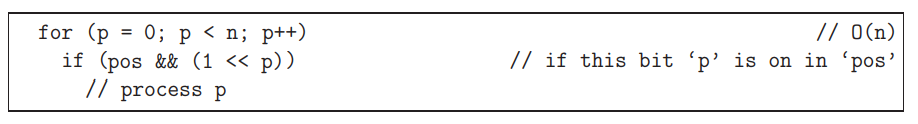 for (p = 0; p < n; p++) // O(n)
if (pos && (1 << p)) // if this bit ‘p’ is on in ‘pos’
// process p